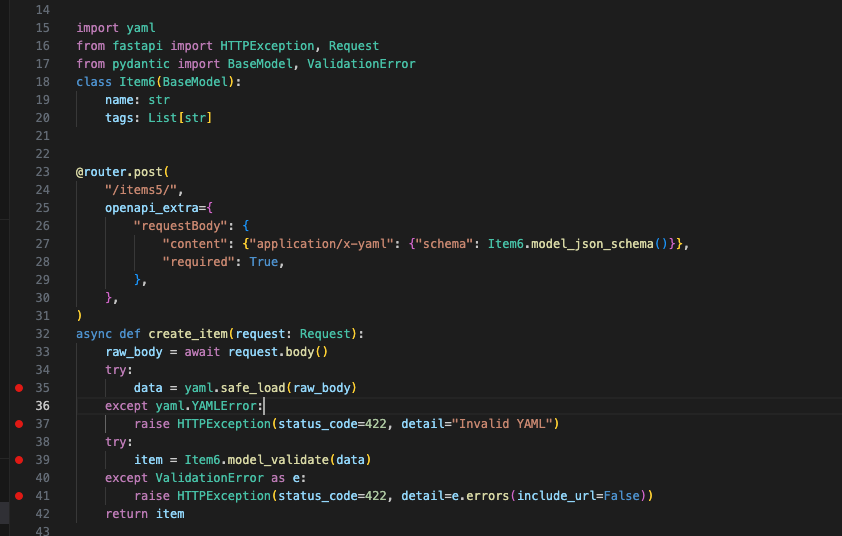 14
15 import yaml
16 from fastapi import HTTPException, Request
17 from pydantic import BaseModel, ValidationError
18 class Item6(BaseModel):
19     name: str
20     tags: List[str]
21
22
23 @router.post(
24     "/items5/",
25     openapi_extra={
26         "requestBody": {
27             "content": {"application/x-yaml": {"schema": Item6.model_json_schema()}},
28             "required": True,
29         },
30     },
31 )
32 async def create_item(request: Request):
33     raw_body = await request.body()
34     try:
35         data = yaml.safe_load(raw_body)
36     except yaml.YAMLError:
37         raise HTTPException(status_code=422, detail="Invalid YAML")
38     try:
39         item = Item6.model_validate(data)
40     except ValidationError as e:
41         raise HTTPException(status_code=422, detail=e.errors(include_url=False))
42     return item
43